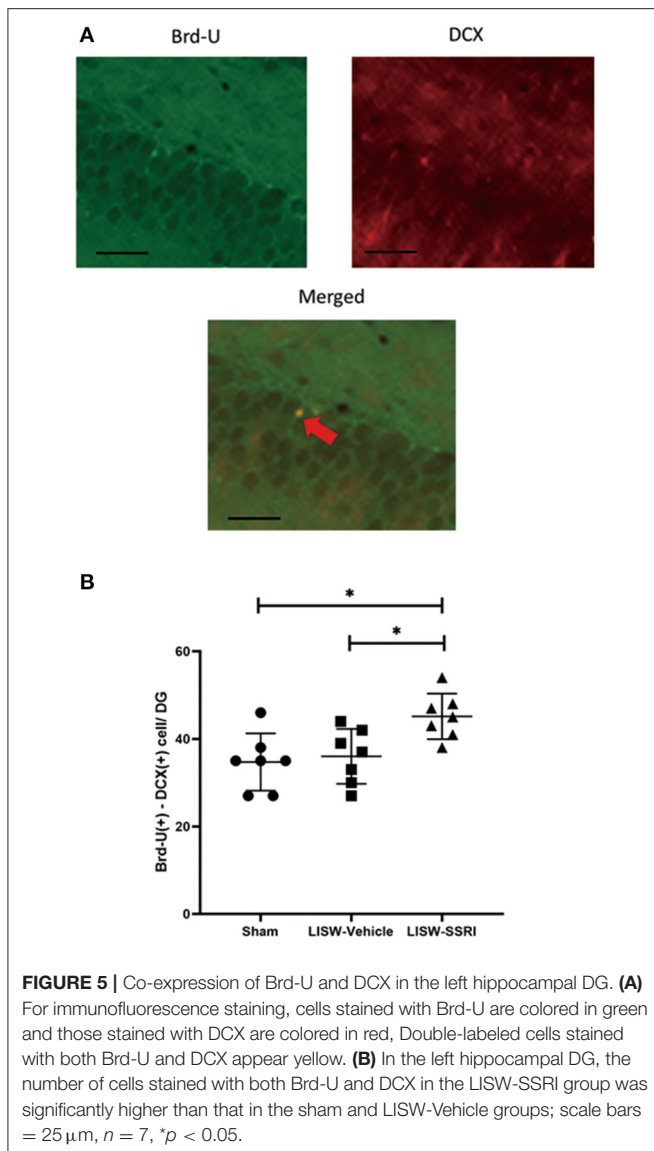 A
Brd-U
DCX
Merged
B
*
*
60
40
20
0
Brd-U(+) - DCX(+) cell/ DG
Sham
LISW-Vehicle
LISW-SSRI
FIGURE 5 | Co-expression of Brd-U and DCX in the left hippocampal DG. (A)
For immunofluorescence staining, cells stained with Brd-U are colored in green
and those stained with DCX are colored in red, Double-labeled cells stained
with both Brd-U and DCX appear yellow. (B) In the left hippocampal DG, the
number of cells stained with both Brd-U and DCX in the LISW-SSRI group was
significantly higher than that in the sham and LISW-Vehicle groups; scale bars
= 25 μm, n = 7, *p < 0.05.